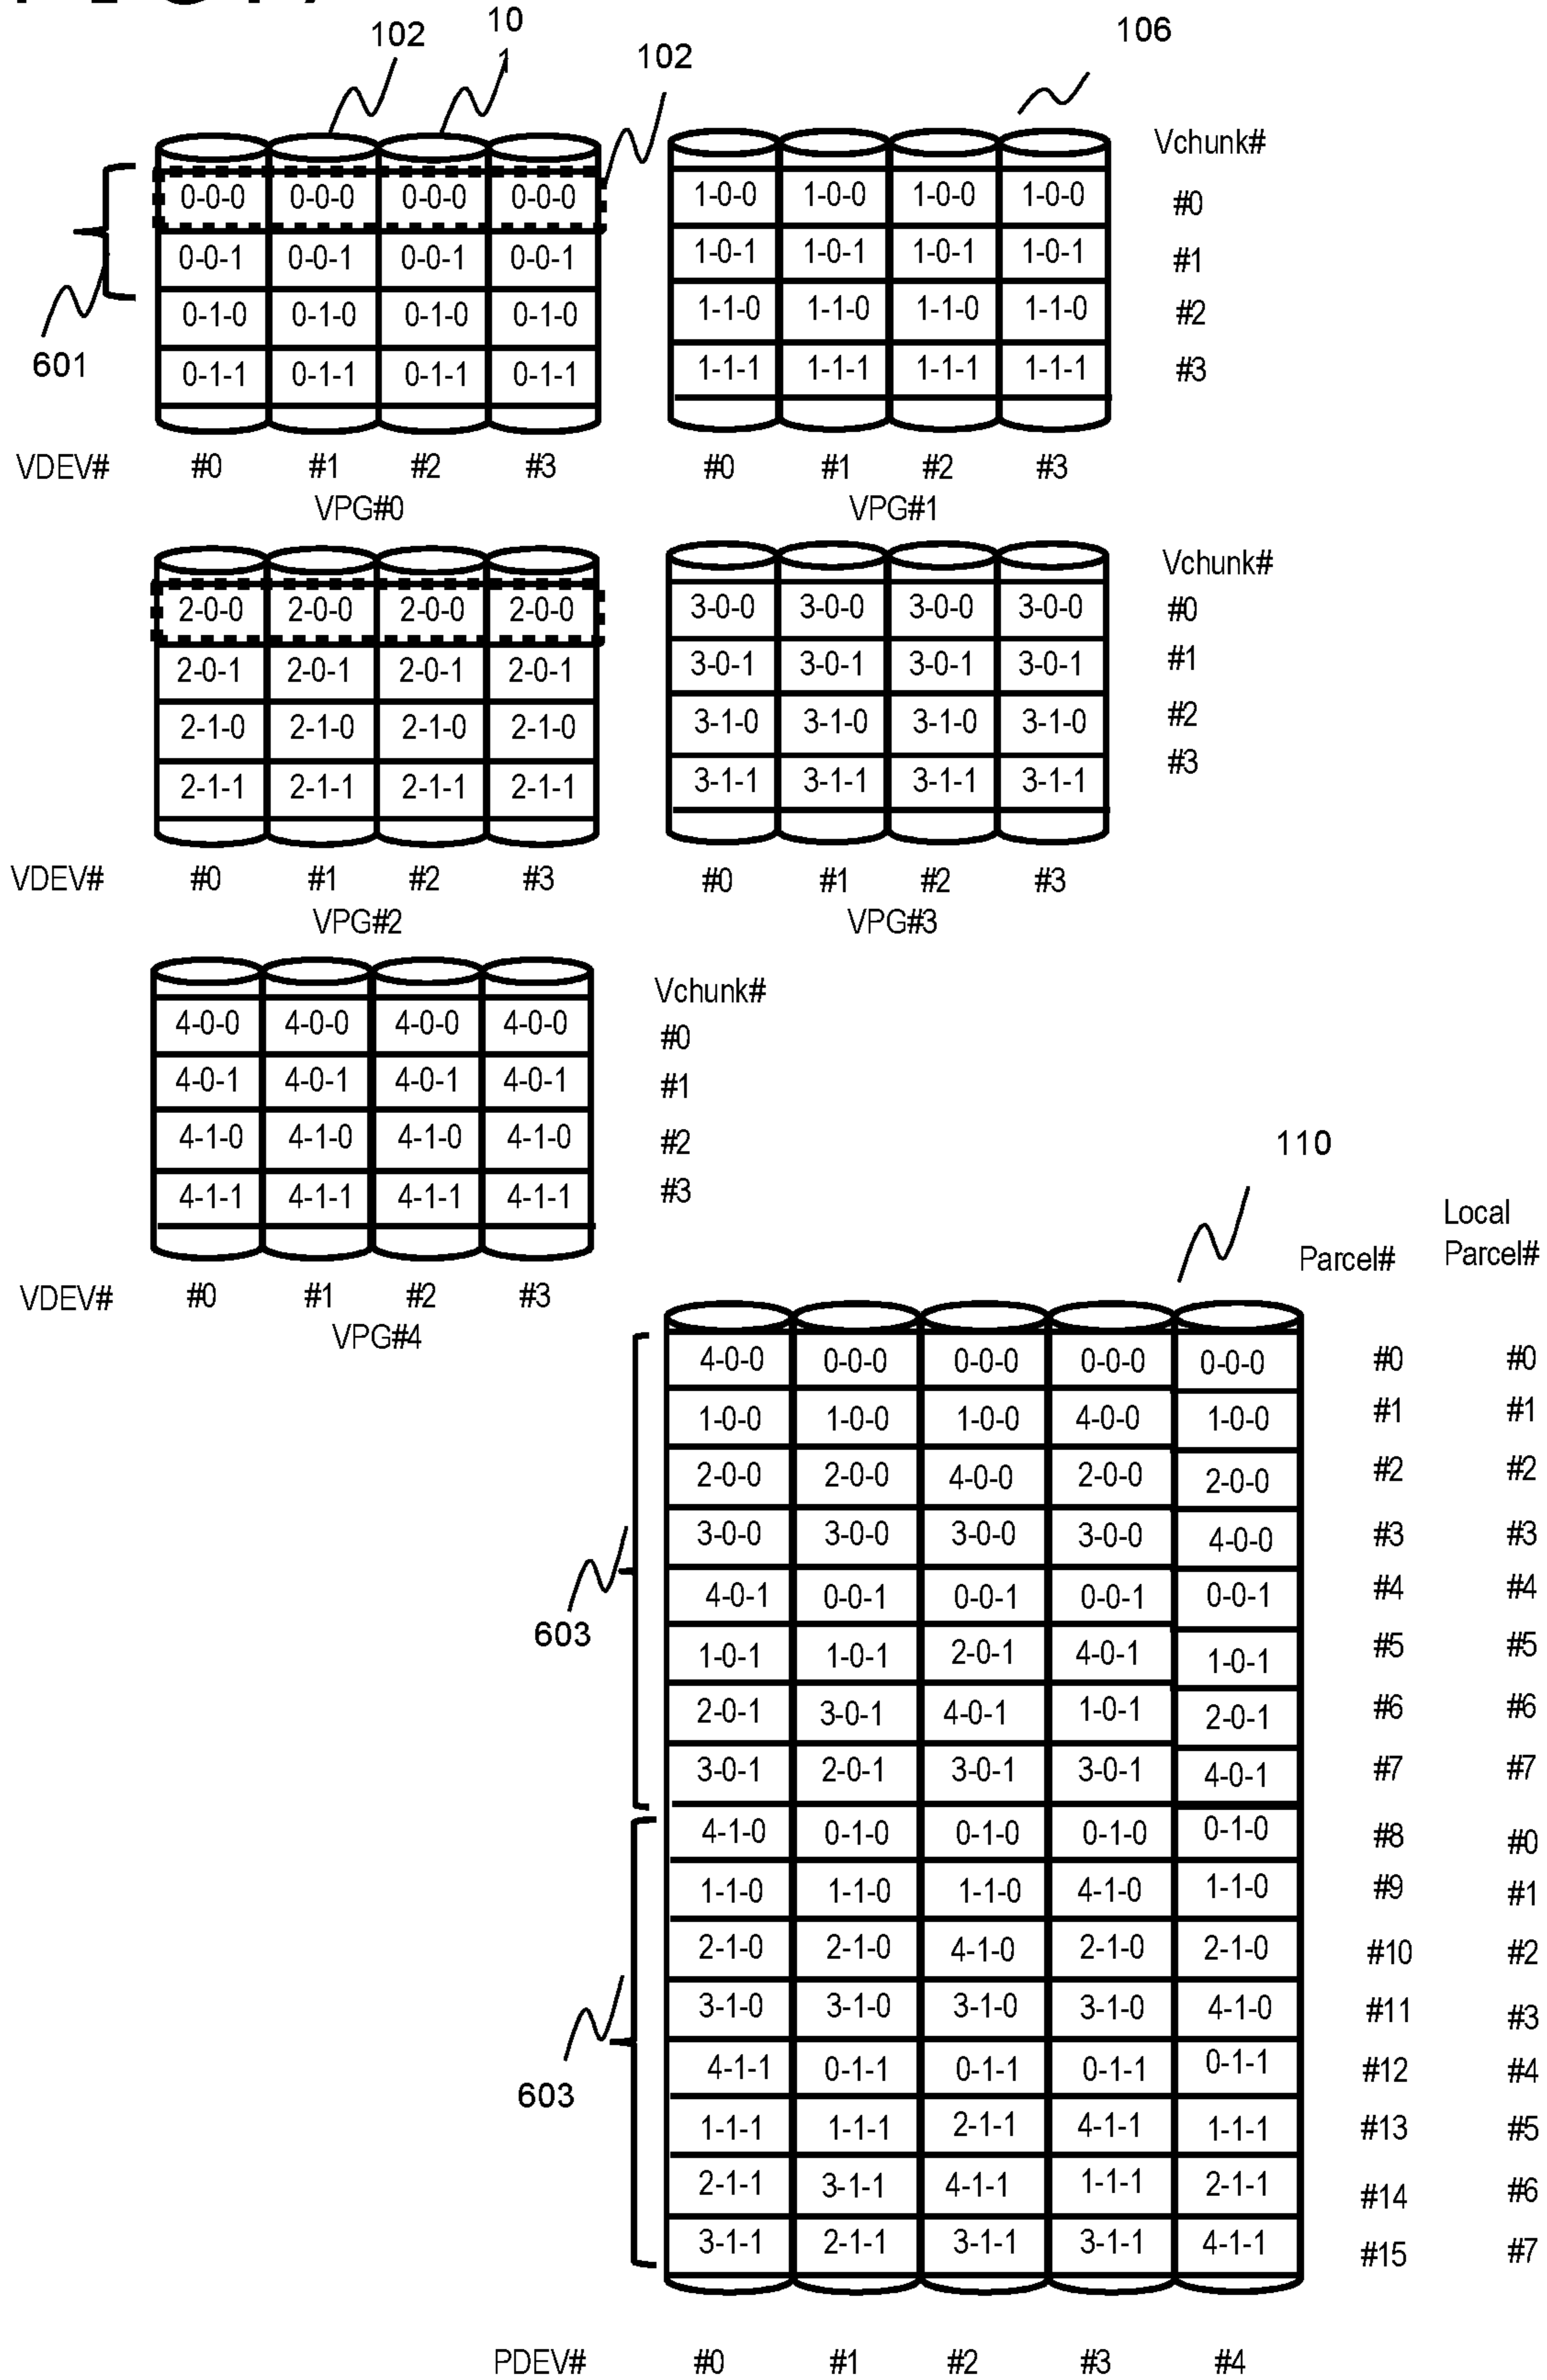 102 10 102 106
1
Vchunk#
0-0-0 0-0-0 0-0-0 0-0-0 1-0-0 1-0-0 1-0-0 1-0-0 #0
0-0-1 0-0-1 0-0-1 0-0-1 1-0-1 1-0-1 1-0-1 1-0-1 #1
0-1-0 0-1-0 0-1-0 0-1-0 1-1-0 1-1-0 1-1-0 1-1-0 #2
601 0-1-1 0-1-1 0-1-1 0-1-1 1-1-1 1-1-1 1-1-1 1-1-1 #3
VDEV# #0 #1 #2 #3 #0 #1 #2 #3
VPG#0 VPG#1
Vchunk#
2-0-0 2-0-0 2-0-0 2-0-0 3-0-0 3-0-0 3-0-0 3-0-0 #0
2-0-1 2-0-1 2-0-1 2-0-1 3-0-1 3-0-1 3-0-1 3-0-1 #1
2-1-0 2-1-0 2-1-0 2-1-0 3-1-0 3-1-0 3-1-0 3-1-0 #2
2-1-1 2-1-1 2-1-1 2-1-1 3-1-1 3-1-1 3-1-1 3-1-1 #3
VDEV# #0 #1 #2 #3 #0 #1 #2 #3
VPG#2 VPG#3
Vchunk#
4-0-0 4-0-0 4-0-0 4-0-0 #0
4-0-1 4-0-1 4-0-1 4-0-1 #1
4-1-0 4-1-0 4-1-0 4-1-0 #2
4-1-1 4-1-1 4-1-1 4-1-1 #3
VDEV# #0 #1 #2 #3
VPG#4
110
Local
Parcel# Parcel#
4-0-0 0-0-0 0-0-0 0-0-0 0-0-0 #0 #0
1-0-0 1-0-0 1-0-0 4-0-0 1-0-0 #1 #1
2-0-0 2-0-0 4-0-0 2-0-0 2-0-0 #2 #2
3-0-0 3-0-0 3-0-0 3-0-0 4-0-0 #3 #3
4-0-1 0-0-1 0-0-1 0-0-1 0-0-1 #4 #4
603
1-0-1 1-0-1 2-0-1 4-0-1 1-0-1 #5 #5
2-0-1 3-0-1 4-0-1 1-0-1 2-0-1 #6 #6
3-0-1 2-0-1 3-0-1 3-0-1 4-0-1 #7 #7
4-1-0 0-1-0 0-1-0 0-1-0 0-1-0 #8 #0
1-1-0 1-1-0 1-1-0 4-1-0 1-1-0 #9 #1
2-1-0 2-1-0 4-1-0 2-1-0 2-1-0 #10 #2
3-1-0 3-1-0 3-1-0 3-1-0 4-1-0 #11 #3
4-1-1 0-1-1 0-1-1 0-1-1 0-1-1 #12 #4
603
1-1-1 1-1-1 2-1-1 4-1-1 1-1-1 #13 #5
2-1-1 3-1-1 4-1-1 1-1-1 2-1-1 #14 #6
3-1-1 2-1-1 3-1-1 3-1-1 4-1-1 #15 #7
PDEV# #0 #1 #2 #3 #4